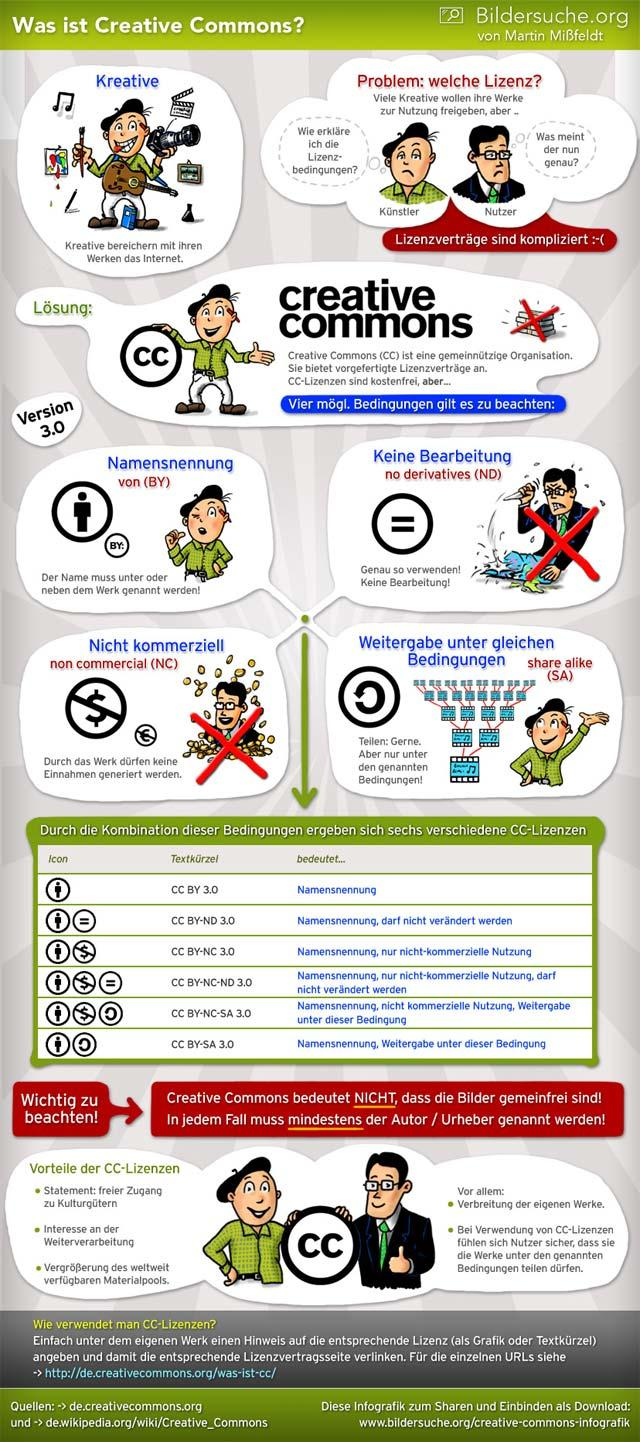 Was ist Creative Commons?
Bildersuche.org
von Martin Mißfeldt
Kreative
Kreative bereichern mit ihren
Werken das Internet.
Problem: welche Lizenz?
Viele Kreative wollen ihre Werke
zur Nutzung freigeben, aber ..
Wie erkläre
ich die
Lizenz-
bedingungen?
Was meint
der nun
genau?
Künstler
Nutzer
Lizenzverträge sind kompliziert :-(
Lösung:
cc
creative
commons
Creative Commons (CC) ist eine gemeinnützige Organisation.
Sie bietet vorgefertigte Lizenzverträge an.
CC-Lizenzen sind kostenfrei, aber...
Vier mögl. Bedingungen gilt es zu beachten:
Version
3.0
Namensnennung
von (BY)
BY:
Der Name muss unter oder
neben dem Werk genannt werden!
Keine Bearbeitung
no derivatives (ND)
Genau so verwenden!
Keine Bearbeitung!
Nicht kommerziell
non commercial (NC)
Durch das Werk dürfen keine
Einnahmen generiert werden.
Weitergabe unter gleichen
Bedingungen
share alike
(SA)
Teilen: Gerne.
Aber nur unter
den genannten
Bedingungen!
Durch die Kombination dieser Bedingungen ergeben sich sechs verschiedene CC-Lizenzen
Icon Textkürzel bedeutet...
CC BY 3.0 Namensnennung
CC BY-ND 3.0 Namensnennung, darf nicht verändert werden
CC BY-NC 3.0 Namensnennung, nur nicht-kommerzielle Nutzung
CC BY-NC-ND 3.0 Namensnennung, nur nicht-kommerzielle Nutzung, darf
nicht verändert werden
CC BY-NC-SA 3.0 Namensnennung, nicht kommerzielle Nutzung, Weitergabe
unter dieser Bedingung
CC BY-SA 3.0 Namensnennung, Weitergabe unter dieser Bedingung
Wichtig zu
beachten!
Creative Commons bedeutet NICHT, dass die Bilder gemeinfrei sind!
In jedem Fall muss mindestens der Autor / Urheber genannt werden!
Vorteile der CC-Lizenzen
• Statement: freier Zugang
zu Kulturgütern
• Interesse an der
Weiterverarbeitung
• Vergrößerung des weltweit
verfügbaren Materialpools.
cc
Vor allem:
• Verbreitung der eigenen Werke.
• Bei Verwendung von CC-Lizenzen
fühlen sich Nutzer sicher, dass sie
die Werke unter den genannten
Bedingungen teilen dürfen.
Wie verwendet man CC-Lizenzen?
Einfach unter dem eigenen Werk einen Hinweis auf die entsprechende Lizenz (als Grafik oder Textkürzel)
angeben und damit die entsprechende Lizenzvertragsseite verlinken. Für die einzelnen URLs siehe
-> http://de.creativecommons.org/was-ist-cc/
Quellen: -> de.creativecommons.org
und -> de.wikipedia.org/wiki/Creative_Commons
Diese Infografik zum Sharen und Einbinden als Download:
www.bildersuche.org/creative-commons-infografik